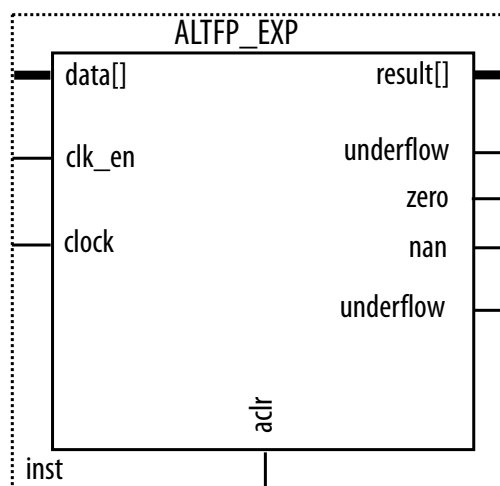 ALTFP_EXP
data[] result[]
clk_en underflow
zero
clock nan
underflow
aclr
inst